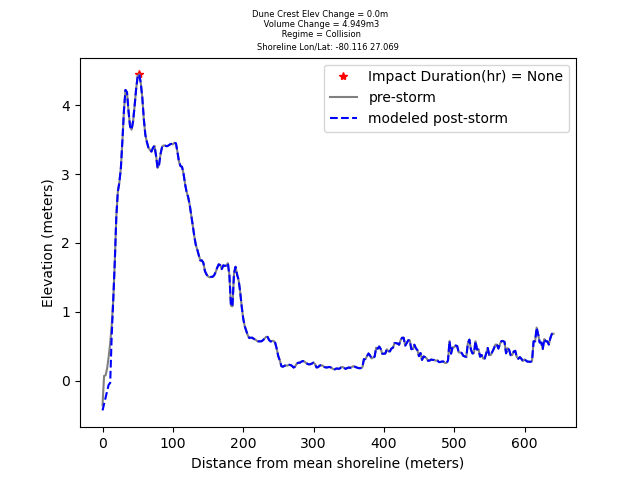 Dune Crest Elev Change = 0.0m
Volume Change = 4.949m3
Regime = Collision
Shoreline Lon/Lat: -80.116 27.069
Impact Duration(hr) = None
pre-storm
modeled post-storm
Elevation (meters)
4
3
2
1
0
0 100 200 300 400 500 600
Distance from mean shoreline (meters)